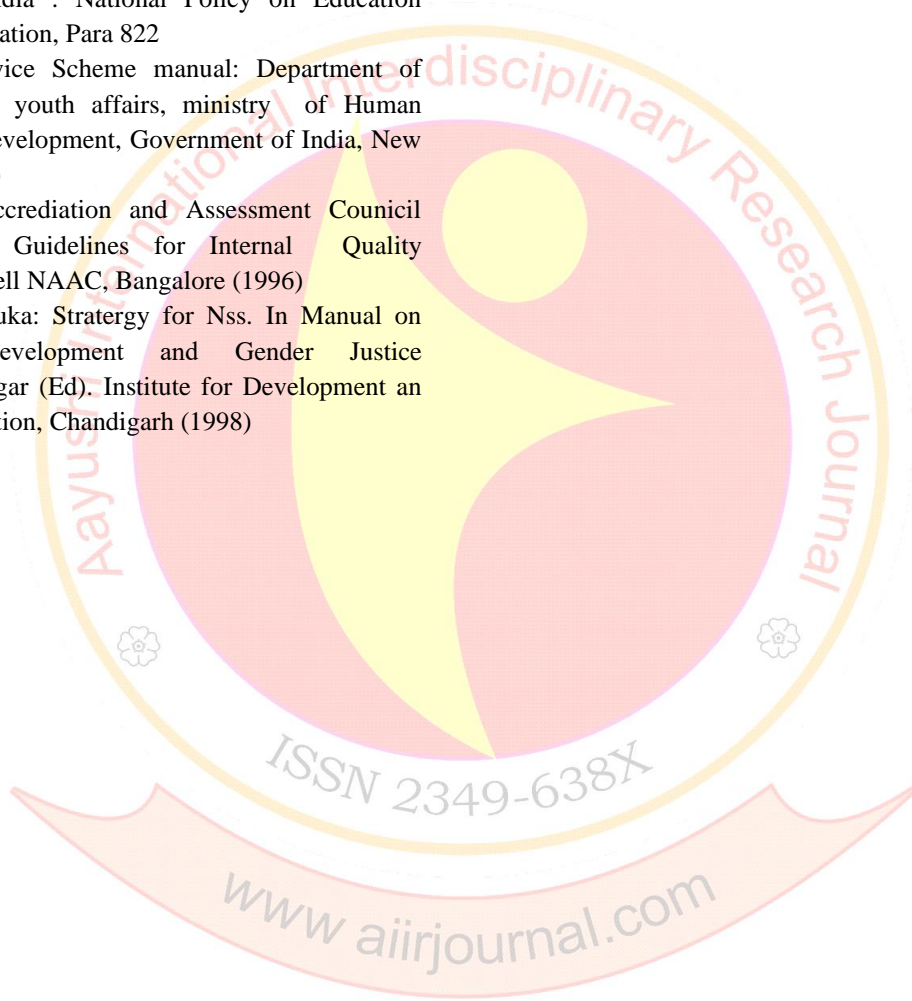 dia : National Policy on Education
ation, Para 822
vice Scheme manual: Department of
youth affairs, ministry of Human
evelopment, Government of India, New
ccrediation and Assessment Counicil
Guidelines for Internal Quality
ell NAAC, Bangalore (1996)
uka: Stratergy for Nss. In Manual on
evelopment and Gender Justice
gar (Ed). Institute for Development an
tion, Chandigarh (1998)
Aayushi International Interdisciplinary Research Journal
ISSN 2349-638X
www aiirjournal.com